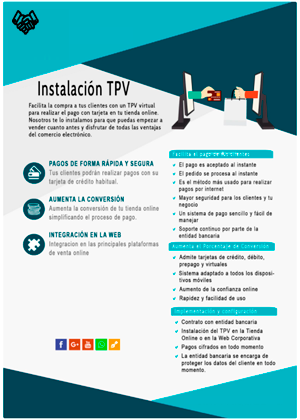 Instalación TPV
Facilita la compra a tus clientes con un TPV virtual
para realizar el pago con tarjeta en tu tienda online.
Nosotros te lo instalamos para que puedas empezar a
vender cuanto antes y disfrutar de todas las ventajas
del comercio electrónico.
PAGOS DE FORMA RÁPIDA Y SEGURA
Tus clientes podrán realizar pagos con su
tarjeta de crédito habitual.
AUMENTA LA CONVERSIÓN
Aumenta la conversión de tu tienda online
simplificando el proceso de pago.
INTEGRACIÓN EN LA WEB
Integracion en las principales plataformas
de venta online
Facilita el pago de tus clientes
El pago es aceptado al instante
El pedido se procesa al instante
Es el método más usado para realizar
pagos por internet
Mayor seguridad para los clientes y tu
negocio
Un sistema de pago sencillo y fácil de
manejar
Soporte continuo por parte de la
entidad bancaria
Aumenta el Porcentaje de Conversión
Admite tarjetas de crédito, débito,
prepago y virtuales
Sistema adaptado a todos los disposi-
tivos móviles
Aumento de la confianza online
Rapidez y facilidad de uso
Implementación y configuración
Contrato con entidad bancaria
Instalación del TPV en la Tienda
Online o en la Web Corporativa
Pagos cifrados en todo momento
La entidad bancaria se encarga de
proteger los datos del cliente en todo
momento.